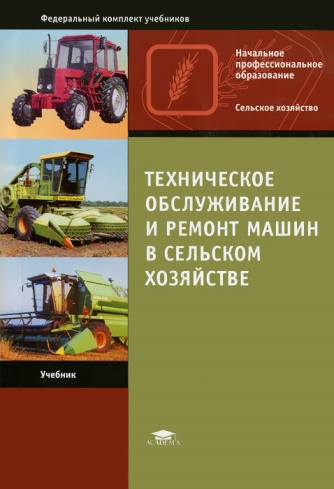 Федеральный комплект учебников
Начальное
профессиональное
образование
Сельское хозяйство
ТЕХНИЧЕСКОЕ
ОБСЛУЖИВАНИЕ
И РЕМОНТ МАШИН
В СЕЛЬСКОМ
ХОЗЯЙСТВЕ
Учебник
ACADEMA